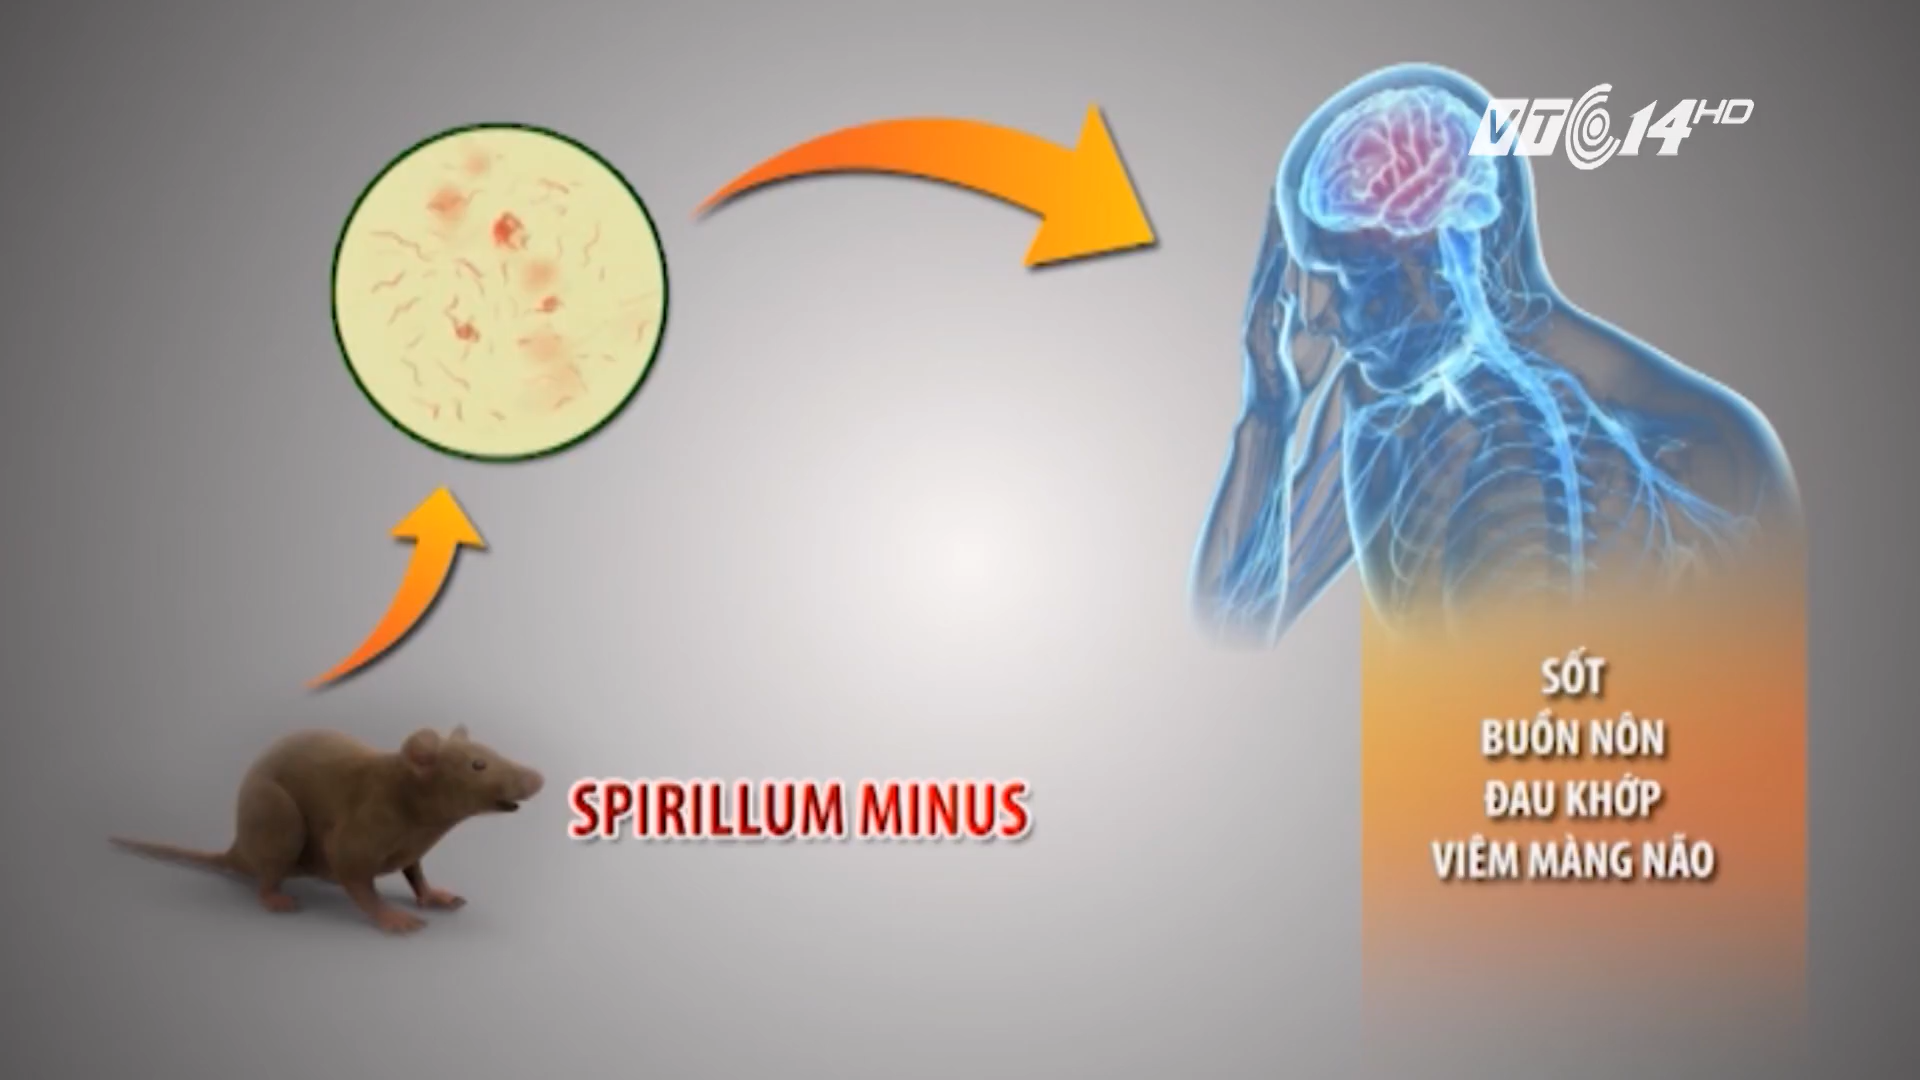 VTC14HD
SPIRILLUM MINUS
SỐT
BUỒN NÔN
ĐAU KHỚP
VIÊM MÀNG NÃO